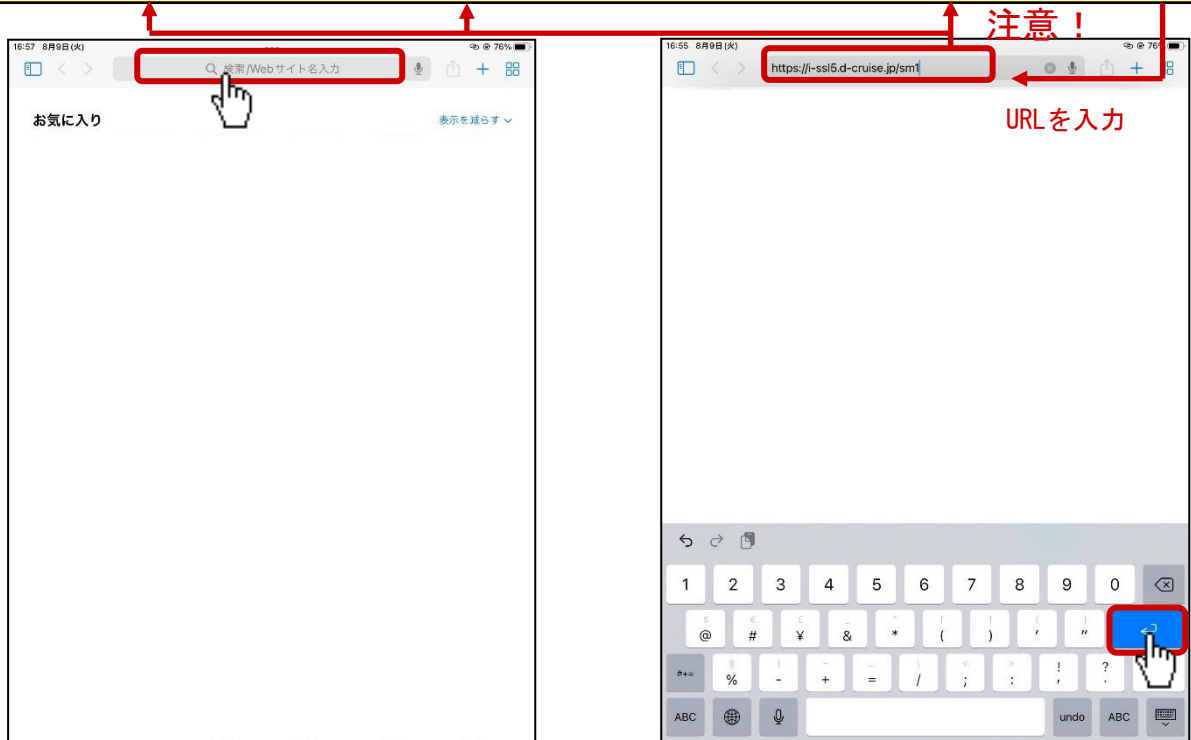 注意！
16:57 8月9日(火)
76%
検索/Webサイト名入力
お気に入り
表示を減らす
16:55 8月9日(火)
76%
https://i-ssl5.d-cruise.jp/sm1
URLを入力
1 2 3 4 5 6 7 8 9 0
$ € £ _ ^ [ ] { }
@ # ¥ & * ( ) ' "
§ | ~ … \ < > ! ?
#+= % - + = / ; : , .
ABC undo ABC